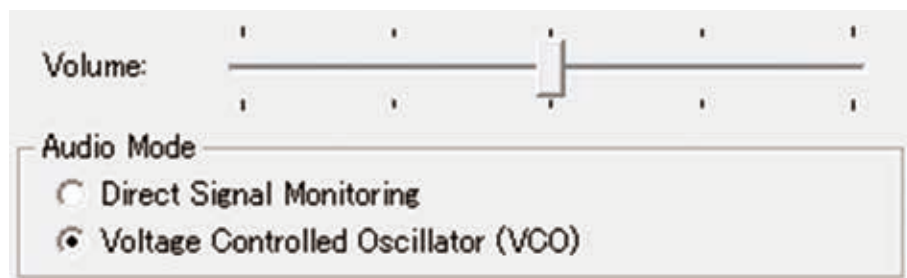 Volume:
Audio Mode
Direct Signal Monitoring
Voltage Controlled Oscillator (VCO)